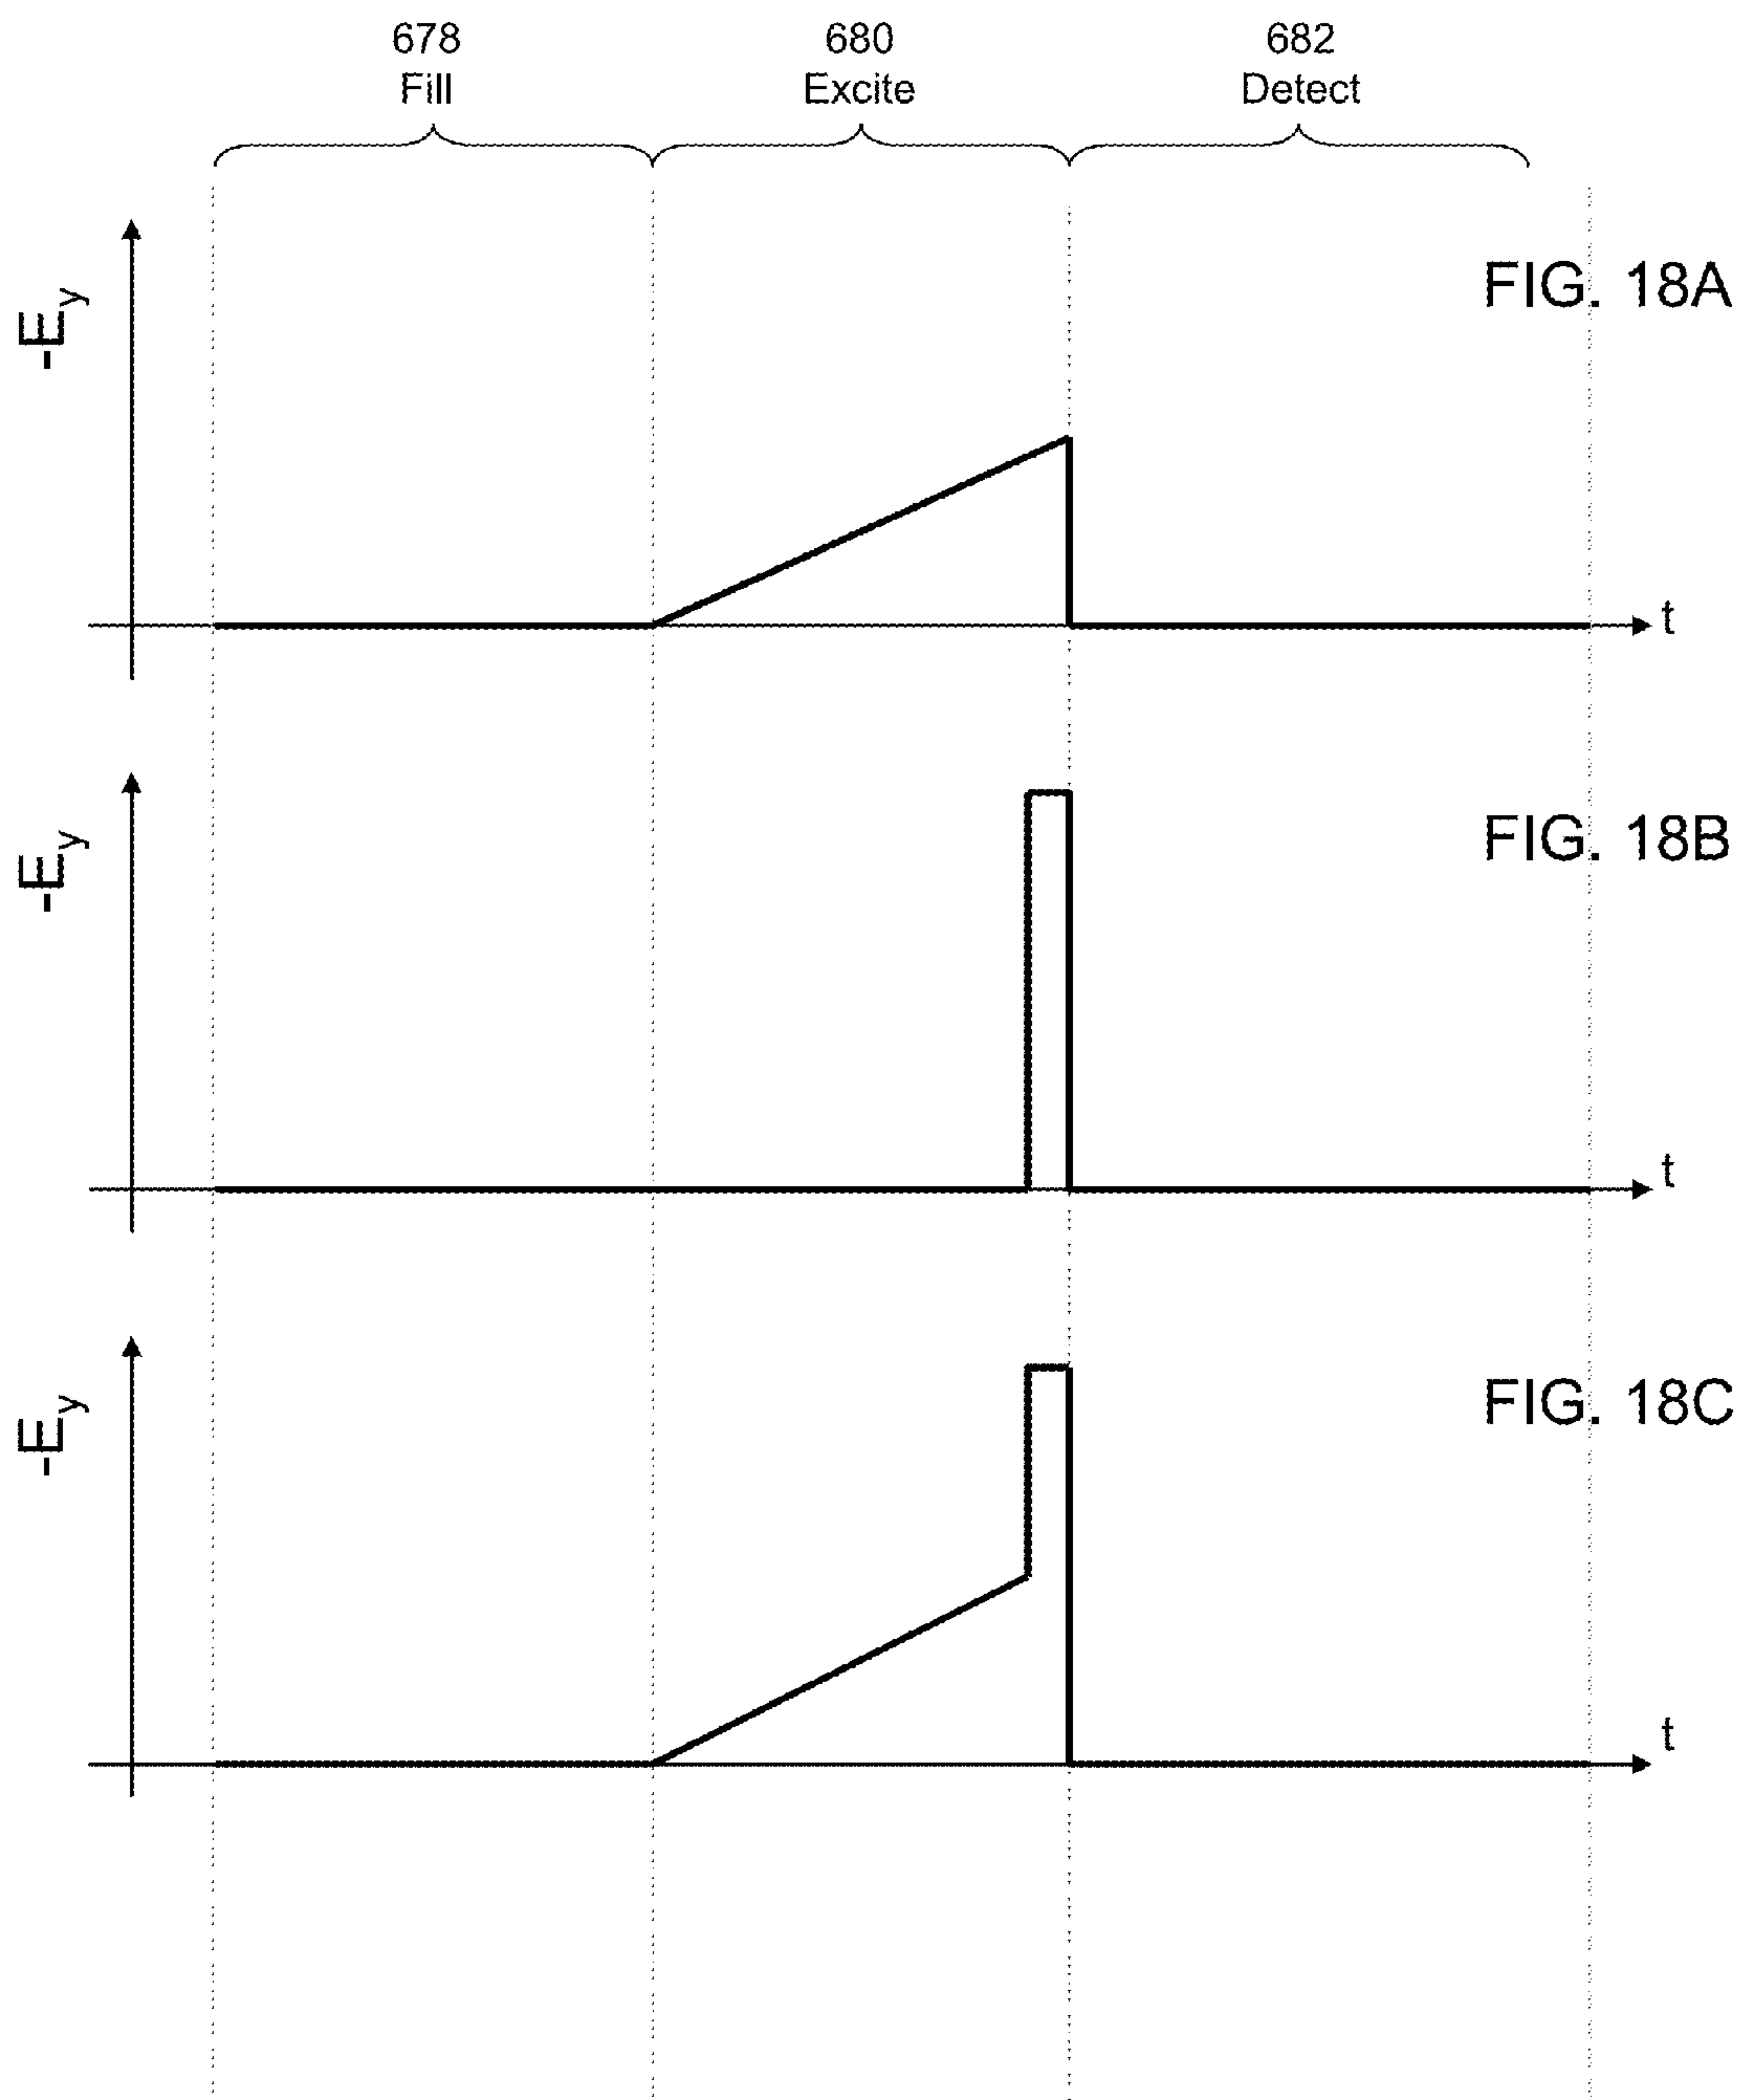 678 680 682
Fill Excite Detect
FIG. 18A
-Ey
t
FIG. 18B
-Ey
t
FIG. 18C
-Ey
t